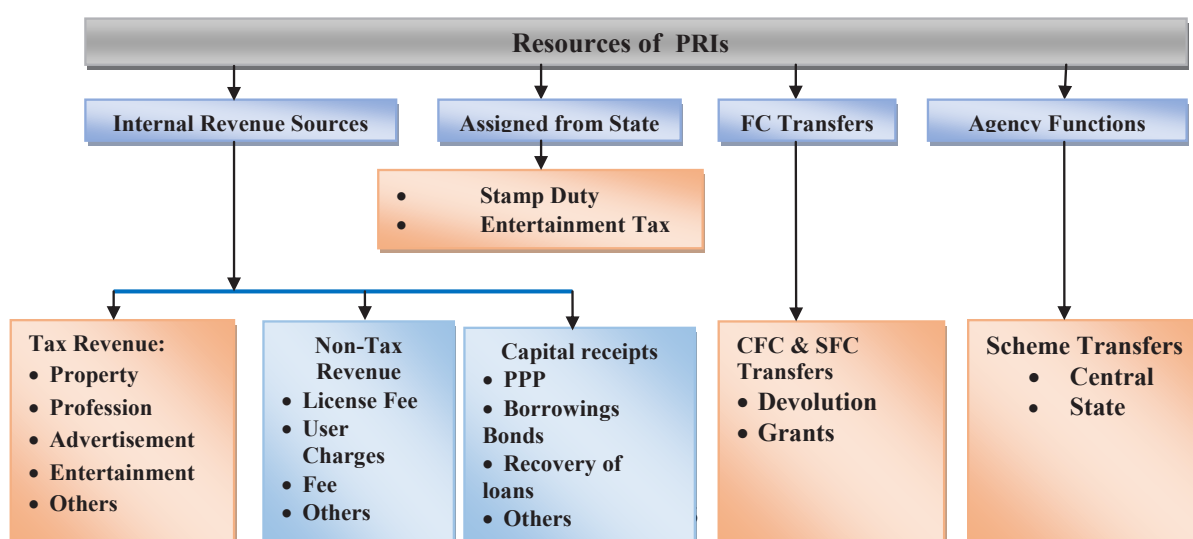 Resources of PRIs
Internal Revenue Sources
Assigned from State
FC Transfers
Agency Functions
• Stamp Duty
• Entertainment Tax
Tax Revenue:
• Property
• Profession
• Advertisement
• Entertainment
• Others
Non-Tax
Revenue
• License Fee
• User
Charges
• Fee
• Others
Capital receipts
• PPP
• Borrowings
Bonds
• Recovery of
loans
• Others
CFC & SFC
Transfers
• Devolution
• Grants
Scheme Transfers
• Central
• State